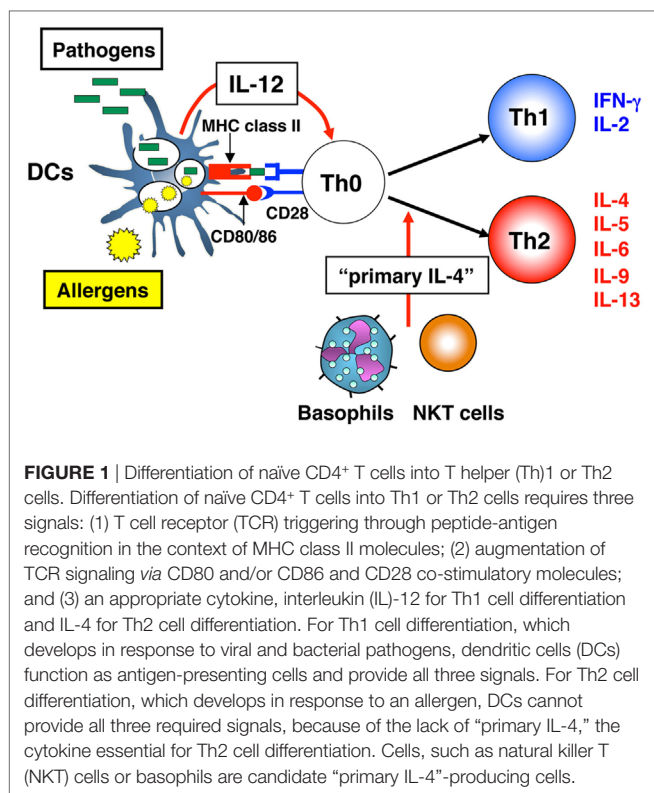 Pathogens
IL-12
MHC class II
DCs
Th0
CD28
CD80/86
Allergens
Th1
IFN-γ
IL-2
Th2
IL-4
IL-5
IL-6
IL-9
IL-13
“primary IL-4”
Basophils
NKT cells
FIGURE 1 | Differentiation of naïve CD4+ T cells into T helper (Th)1 or Th2
cells. Differentiation of naïve CD4+ T cells into Th1 or Th2 cells requires three
signals: (1) T cell receptor (TCR) triggering through peptide-antigen
recognition in the context of MHC class II molecules; (2) augmentation of
TCR signaling via CD80 and/or CD86 and CD28 co-stimulatory molecules;
and (3) an appropriate cytokine, interleukin (IL)-12 for Th1 cell differentiation
and IL-4 for Th2 cell differentiation. For Th1 cell differentiation, which
develops in response to viral and bacterial pathogens, dendritic cells (DCs)
function as antigen-presenting cells and provide all three signals. For Th2 cell
differentiation, which develops in response to an allergen, DCs cannot
provide all three required signals, because of the lack of “primary IL-4,” the
cytokine essential for Th2 cell differentiation. Cells, such as natural killer T
(NKT) cells or basophils are candidate “primary IL-4”-producing cells.